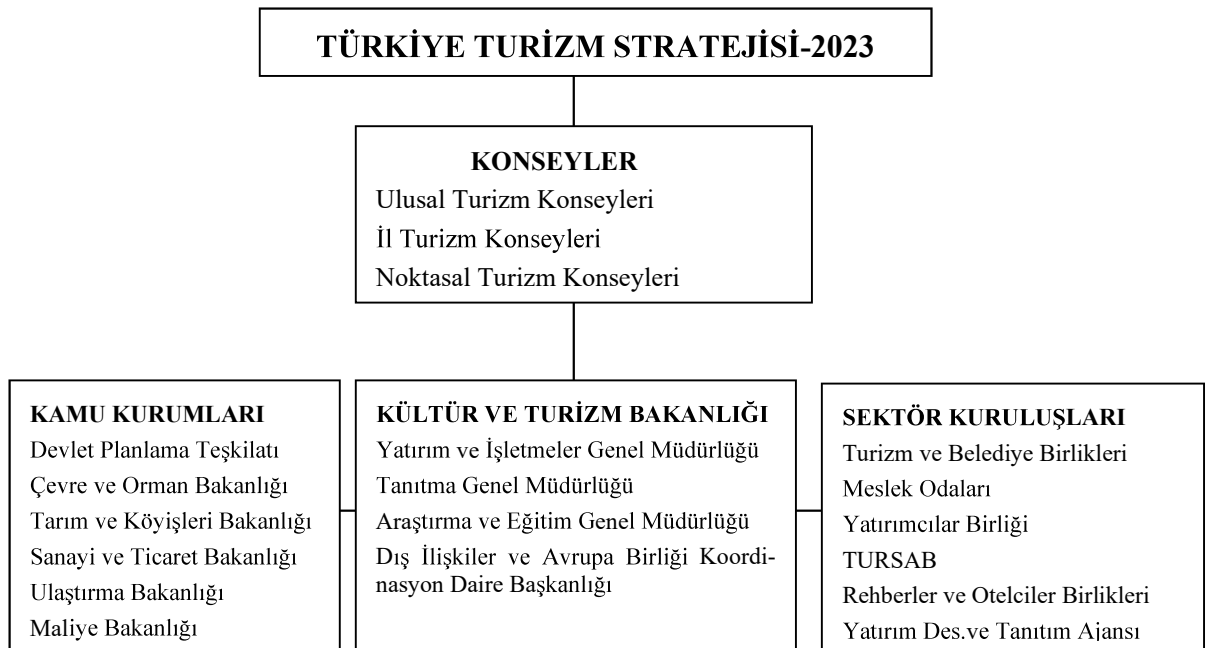 TÜRKİYE TURİZM STRATEJİSİ-2023
KONSEYLER
Ulusal Turizm Konseyleri
İl Turizm Konseyleri
Noktasal Turizm Konseyleri
KAMU KURUMLARI
Devlet Planlama Teşkilatı
Çevre ve Orman Bakanlığı
Tarım ve Köyişleri Bakanlığı
Sanayi ve Ticaret Bakanlığı
Ulaştırma Bakanlığı
Maliye Bakanlığı
KÜLTÜR VE TURİZM BAKANLIĞI
Yatırım ve İşletmeler Genel Müdürlüğü
Tanıtma Genel Müdürlüğü
Araştırma ve Eğitim Genel Müdürlüğü
Dış İlişkiler ve Avrupa Birliği Koordi-
nasyon Daire Başkanlığı
SEKTÖR KURULUŞLARI
Turizm ve Belediye Birlikleri
Meslek Odaları
Yatırımcılar Birliği
TURSAB
Rehberler ve Otelciler Birlikleri
Yatırım Des.ve Tanıtım Ajansı